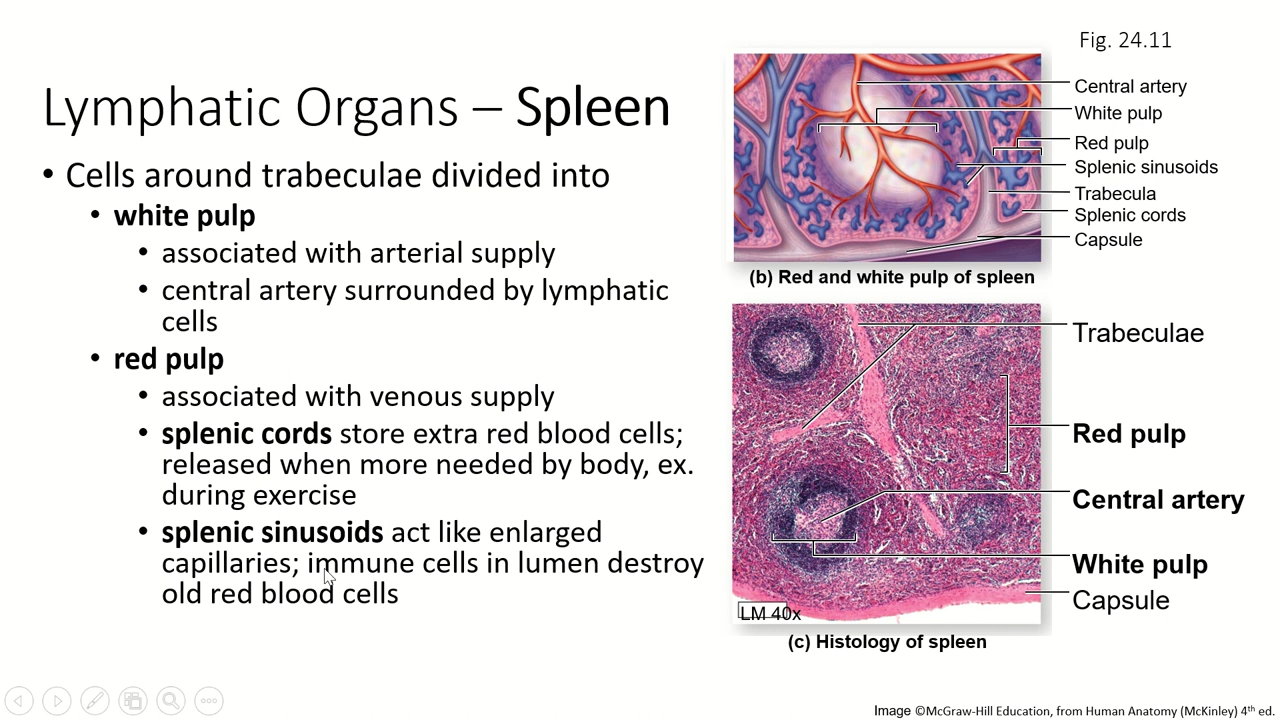 Fig. 24.11
Lymphatic Organs – Spleen
• Cells around trabeculae divided into
• white pulp
• associated with arterial supply
• central artery surrounded by lymphatic
cells
• red pulp
• associated with venous supply
• splenic cords store extra red blood cells;
released when more needed by body, ex.
during exercise
• splenic sinusoids act like enlarged
capillaries; immune cells in lumen destroy
old red blood cells
Central artery
White pulp
Red pulp
Splenic sinusoids
Trabecula
Splenic cords
Capsule
(b) Red and white pulp of spleen
Trabeculae
Red pulp
Central artery
White pulp
Capsule
LM 40x
(c) Histology of spleen
Image ©McGraw-Hill Education, from Human Anatomy (McKinley) 4th ed.